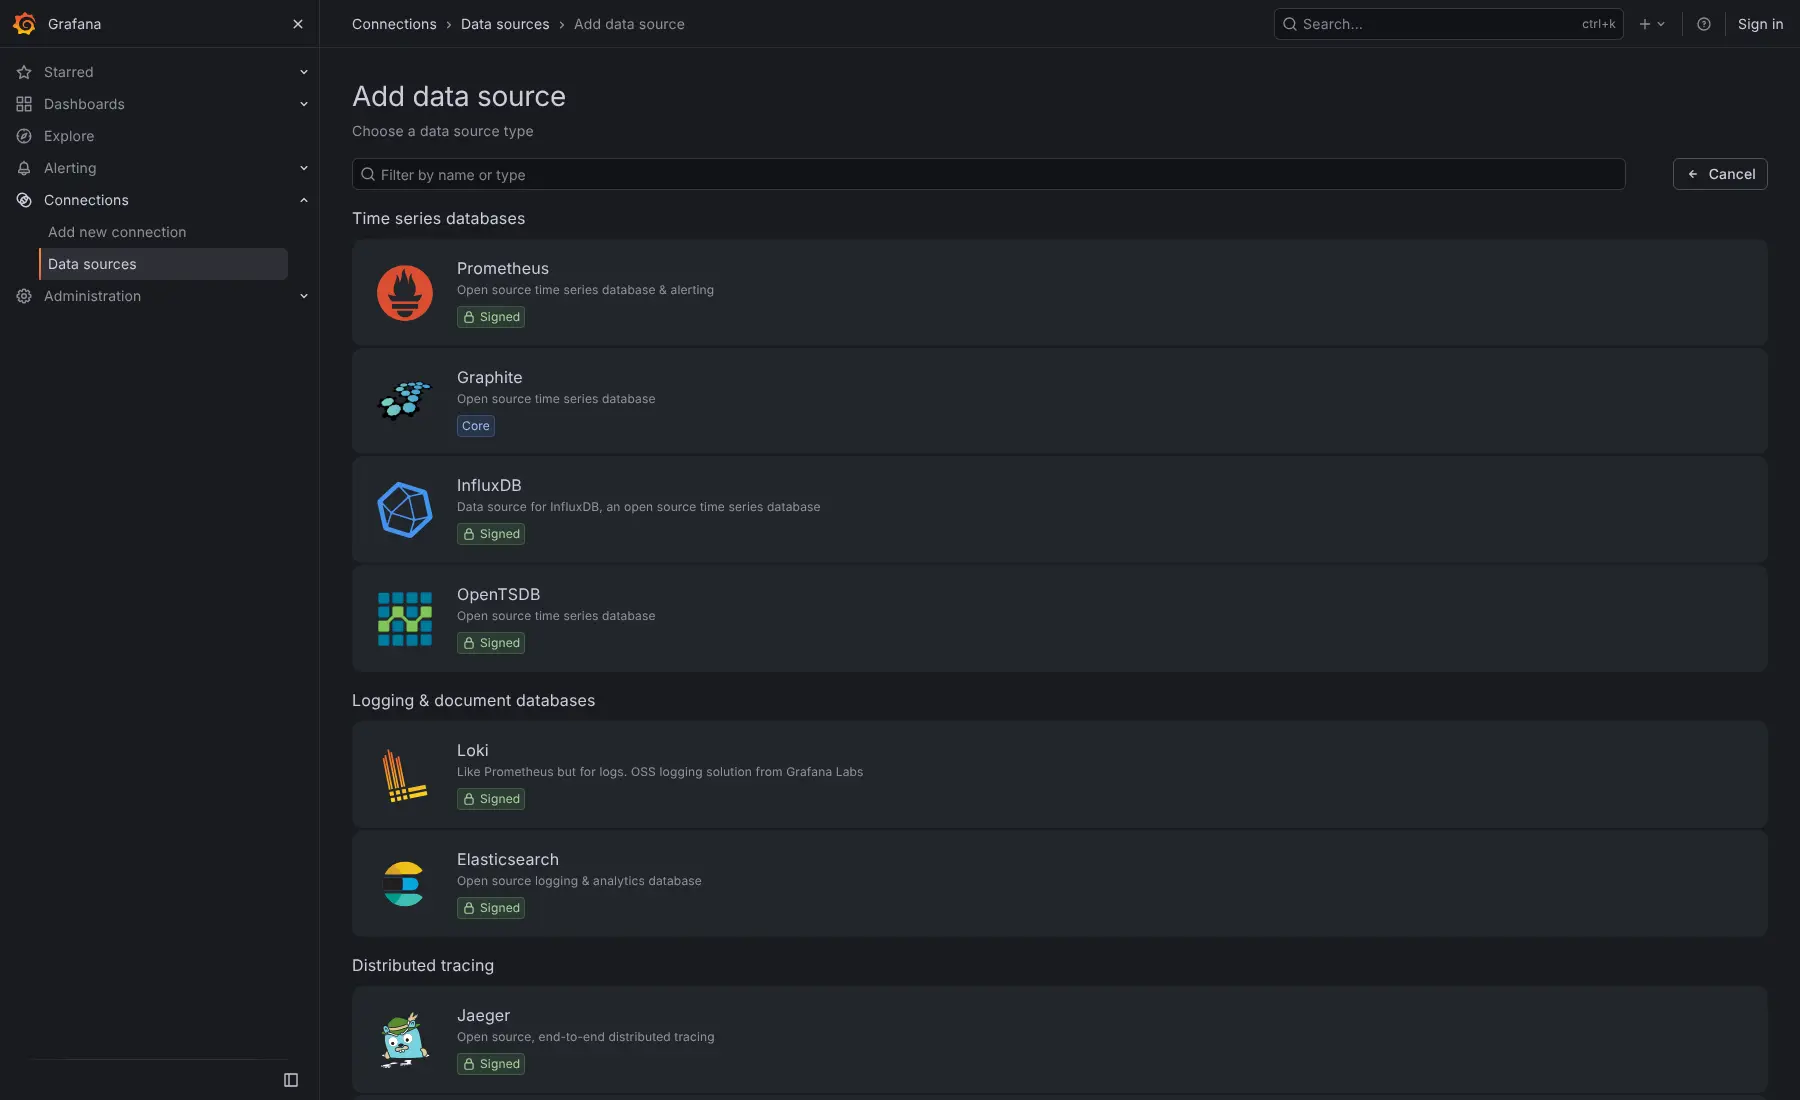 Grafana
Connections › Data sources › Add data source
Search...
ctrl+k
Sign in
Starred
Dashboards
Explore
Alerting
Connections
Add new connection
Data sources
Administration
Add data source
Choose a data source type
Filter by name or type
Cancel
Time series databases
Prometheus
Open source time series database & alerting
Signed
Graphite
Open source time series database
Core
InfluxDB
Data source for InfluxDB, an open source time series database
Signed
OpenTSDB
Open source time series database
Signed
Logging & document databases
Loki
Like Prometheus but for logs. OSS logging solution from Grafana Labs
Signed
Elasticsearch
Open source logging & analytics database
Signed
Distributed tracing
Jaeger
Open source, end-to-end distributed tracing
Signed